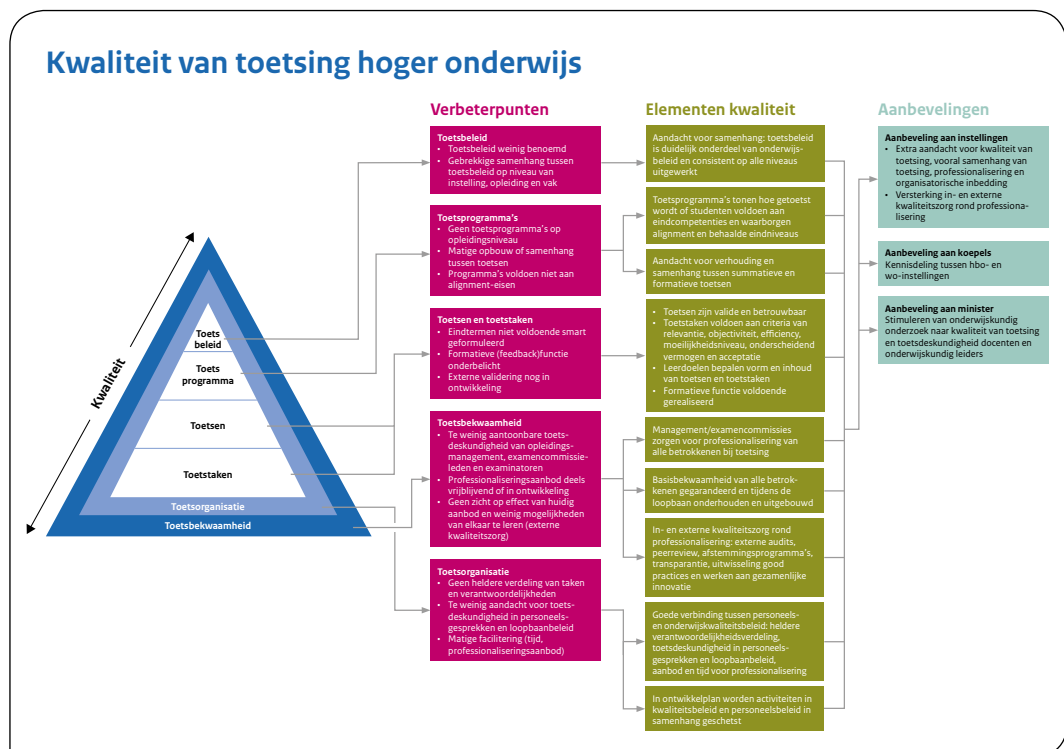 Kwaliteit van toetsing hoger onderwijs
Kwaliteit
Toets
beleid
Toets
programma
Toetsen
Toetstaken
Toetsorganisatie
Toetsbekwaamheid
Verbeterpunten
Toetsbeleid
• Toetsbeleid weinig benoemd
• Gebrekkige samenhang tussen
toetsbeleid op niveau van
instelling, opleiding en vak
Toetsprogramma's
• Geen toetsprogramma's op
opleidingsniveau
• Matige opbouw of samenhang
tussen toetsen
• Programma's voldoen niet aan
alignment-eisen
Toetsen en toetstaken
• Eindtermen niet voldoende smart
geformuleerd
• Formatieve (feedback)functie
onderbelicht
• Externe validering nog in
ontwikkeling
Toetsbekwaamheid
• Te weinig aantoonbare toets-
deskundigheid van opleidings-
management, examencommissie-
leden en examinatoren
• Professionaliseringsaanbod deels
vrijblijvend of in ontwikkeling
• Geen zicht op effect van huidig
aanbod en weinig mogelijkheden
van elkaar te leren (externe
kwaliteitszorg)
Toetsorganisatie
• Geen heldere verdeling van taken
en verantwoordelijkheden
• Te weinig aandacht voor toets-
deskundigheid in personeels-
gesprekken en loopbaanbeleid
• Matige facilitering (tijd,
professionaliseringsaanbod)
Elementen kwaliteit
Aandacht voor samenhang: toetsbeleid
is duidelijk onderdeel van onderwijs-
beleid en consistent op alle niveaus
uitgewerkt
Toetsprogramma's tonen hoe getoetst
wordt of studenten voldoen aan
eindcompetenties en waarborgen
alignment en behaalde eindniveaus
Aandacht voor verhouding en
samenhang tussen summatieve en
formatieve toetsen
• Toetsen zijn valide en betrouwbaar
• Toetstaken voldoen aan criteria van
relevantie, objectiviteit, efficiency,
moeilijkheidsniveau, onderscheidend
vermogen en acceptatie
• Leerdoelen bepalen vorm en inhoud
van toetsen en toetstaken
• Formatieve functie voldoende
gerealiseerd
Management/examencommissies
zorgen voor professionalisering van
alle betrokkenen bij toetsing
Basisbekwaamheid van alle betrok-
kenen gegarandeerd en tijdens de
loopbaan onderhouden en uitgebouwd
In- en externe kwaliteitszorg rond
professionalisering: externe audits,
peerreview, afstemmingsprogramma's,
transparantie, uitwisseling good
practices en werken aan gezamenlijke
innovatie
Goede verbinding tussen personeels-
en onderwijskwaliteitsbeleid: heldere
verantwoordelijkheidsverdeling,
toetsdeskundigheid in personeels-
gesprekken en loopbaanbeleid,
aanbod en tijd voor professionalisering
In ontwikkelplan worden activiteiten in
kwaliteitsbeleid en personeelsbeleid in
samenhang geschetst
Aanbevelingen
Aanbeveling aan instellingen
• Extra aandacht voor kwaliteit van
toetsing, vooral samenhang van
toetsing, professionalisering en
organisatorische inbedding
• Versterking in- en externe
kwaliteitszorg rond professiona-
lisering
Aanbeveling aan koepels
Kennisdeling tussen hbo- en
wo-instellingen
Aanbeveling aan minister
Stimuleren van onderwijskundig
onderzoek naar kwaliteit van toetsing
en toetsdeskundigheid docenten en
onderwijskundig leiders